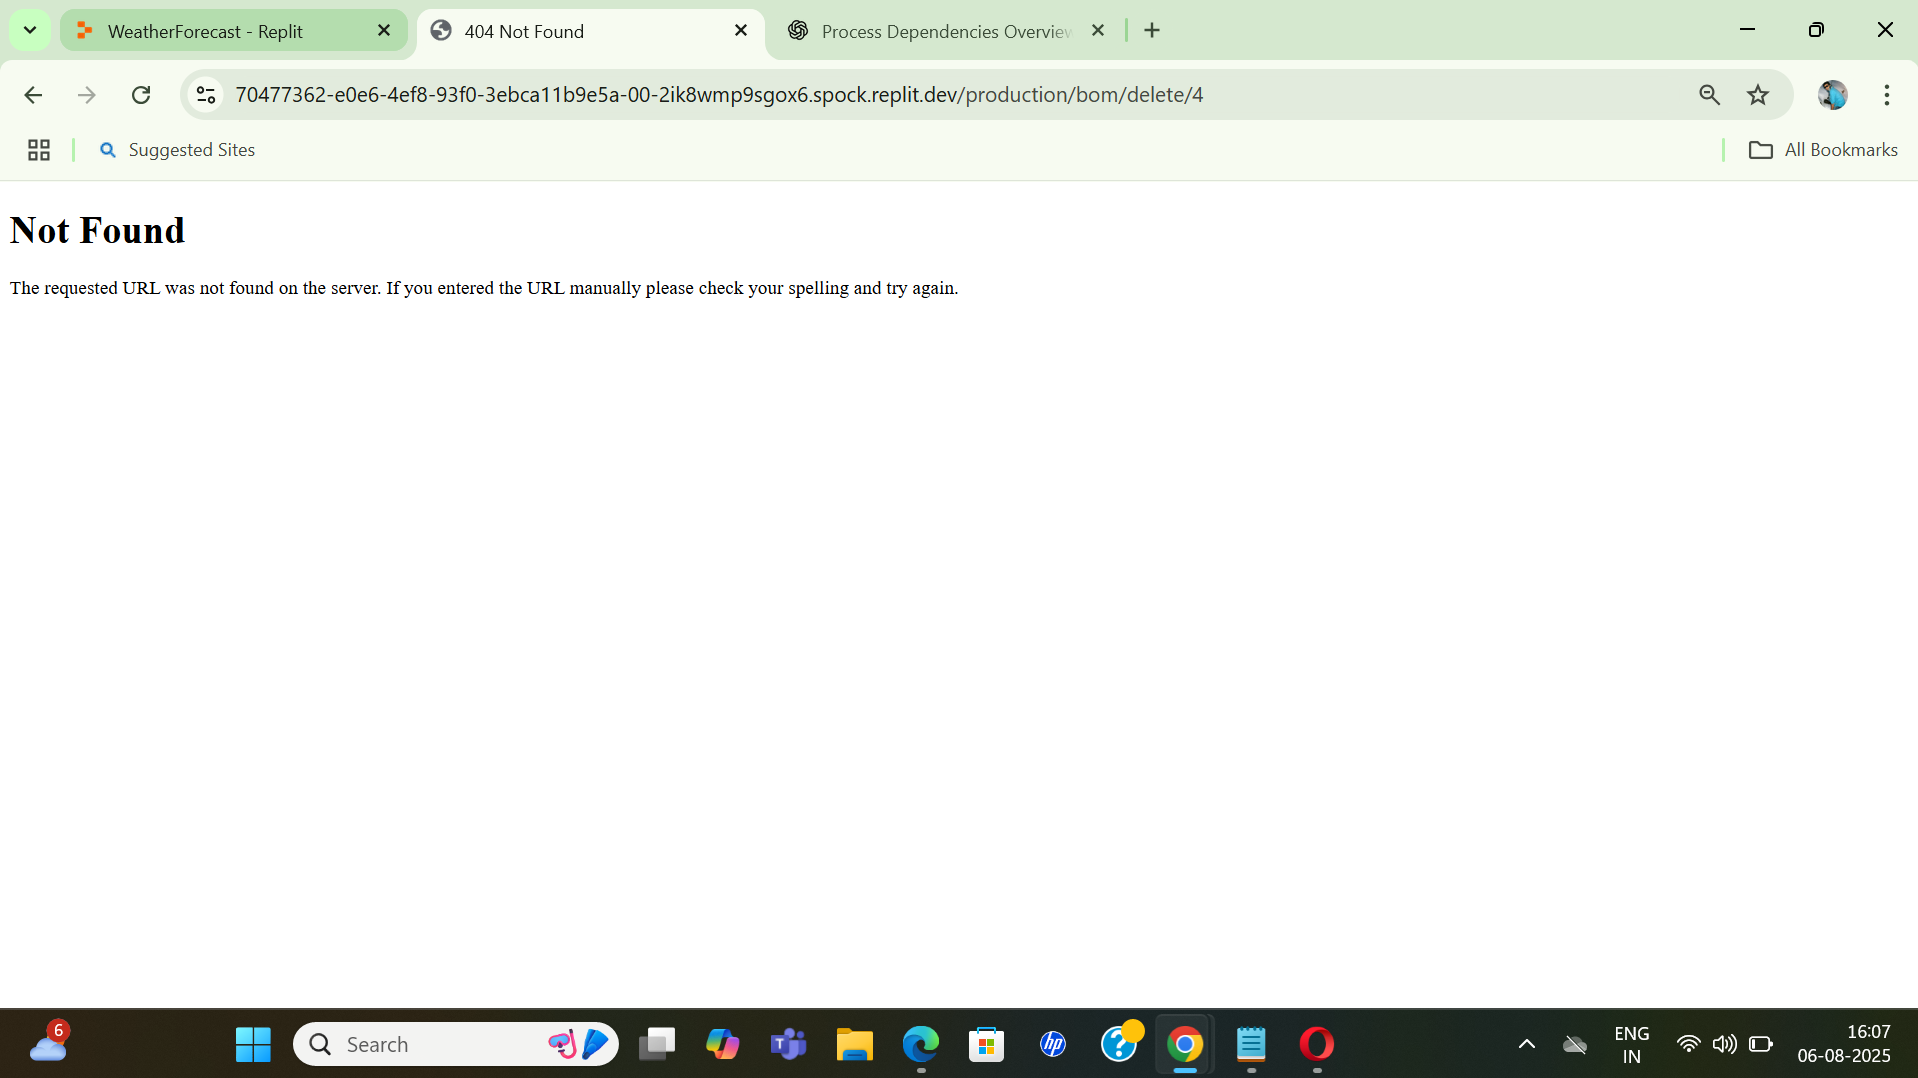 WeatherForecast - Replit
404 Not Found
Process Dependencies Overview
70477362-e0e6-4ef8-93f0-3ebca11b9e5a-00-2ik8wmp9sgox6.spock.replit.dev/production/bom/delete/4
Suggested Sites
All Bookmarks
Not Found
The requested URL was not found on the server. If you entered the URL manually please check your spelling and try again.
6
Search
T
hp
?
ENG
IN
16:07
06-08-2025